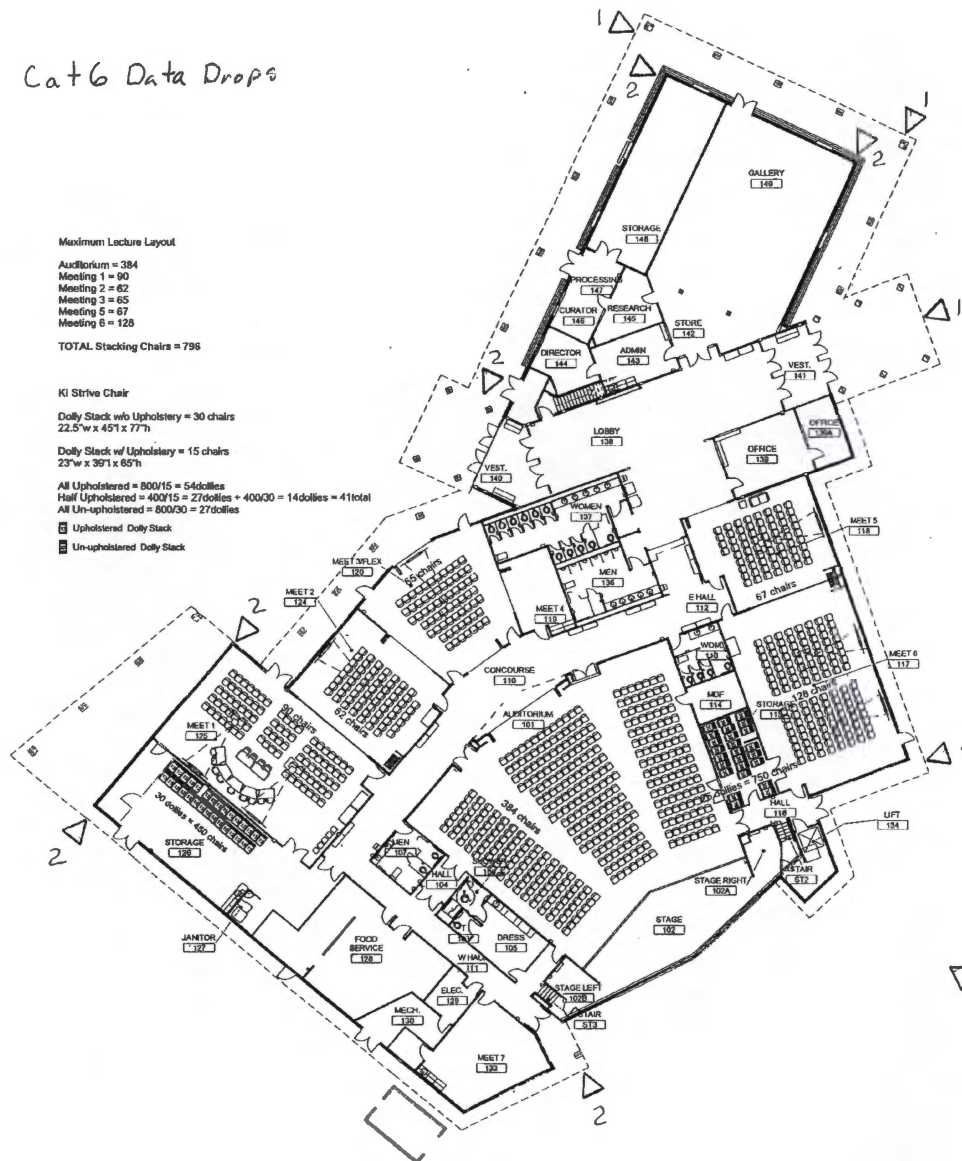 Cat6 Data Drops
1
2
1
2
Maximum Lecture Layout
Auditorium = 384
Meeting 1 = 90
Meeting 2 = 62
Meeting 3 = 65
Meeting 5 = 67
Meeting 6 = 128
TOTAL Stacking Chairs = 796
Ki Strive Chair
Dolly Stack w/o Upholstery = 30 chairs
22.5"w x 45"l x 77"h
Dolly Stack w/ Upholstery = 15 chairs
23"w x 39"l x 65"h
All Upholstered = 800/15 = 54dollies
Half Upholstered = 400/15 = 27dollies + 400/30 = 14dollies = 41total
All Un-upholstered = 800/30 = 27dollies
Upholstered Dolly Stack
Un-upholstered Dolly Stack
GALLERY
149
STORAGE
148
PROCESSING
147
CURATOR
146
RESEARCH
145
STORE
142
1
DIRECTOR
144
ADMIN
143
2
VEST.
141
LOBBY
138
OFFICE
139
OFFICE
139A
VEST.
140
WOMEN
137
MEET 5
118
MEET 3/FLEX
120
65 chairs
MEN
136
67 chairs
MEET 2
124
MEET 4
119
E HALL
112
2
62 chairs
CONCOURSE
110
WOM.
MEET 6
117
128 chairs
MDF
114
STORAGE
AUDITORIUM
101
MEET 1
125
90 chairs
dollies = 750 chairs
30 dollies = 450 chairs
384 chairs
HALL
116
LIFT
134
2
STORAGE
126
MEN
107
HALL
104
STAIR
ST2
STAGE RIGHT
102A
STAGE
102
JANITOR
127
FOOD
SERVICE
128
DRESS
105
W HALL
111
ELEC.
129
STAGE LEFT
102B
STAIR
ST3
MECH.
130
MEET 7
133
2